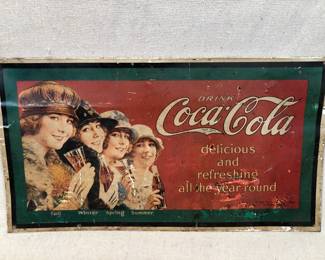 DRINK
Coca-Cola
delicious
and
refreshing
all the year round
Fall Winter Spring Summer